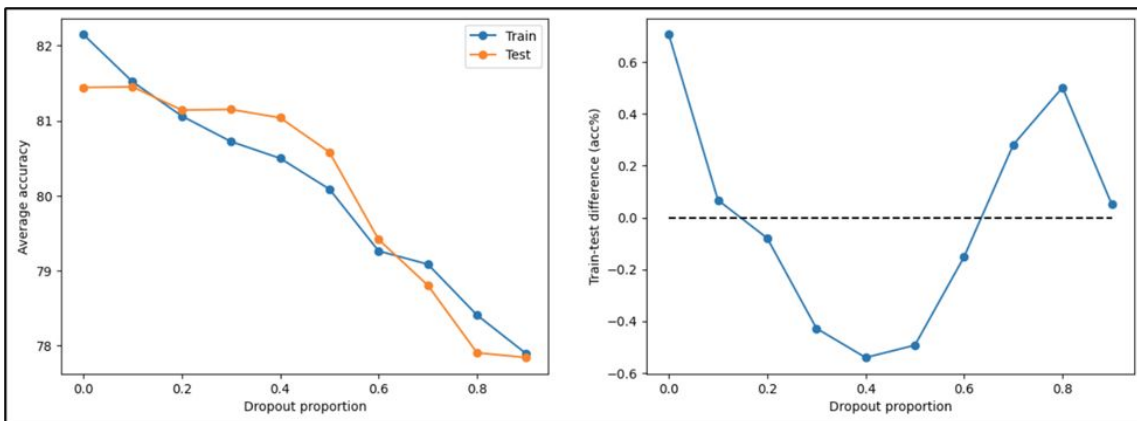 82
81
80
79
78
Average accuracy
0.0 0.2 0.4 0.6 0.8
Dropout proportion
Train
Test
0.6
0.4
0.2
0.0
−0.2
−0.4
−0.6
Train-test difference (acc%)
0.0 0.2 0.4 0.6 0.8
Dropout proportion